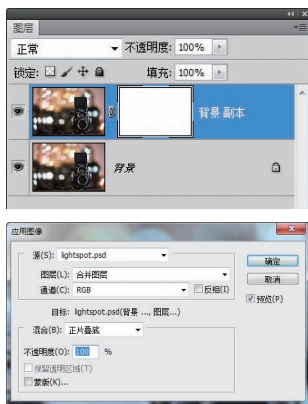 图层
正常 不透明度: 100%
锁定: 填充: 100%
背景 副本
背景
应用图像
源(S): lightspot.psd
图层(L): 合并图层
通道(C): RGB 反相(I)
目标: lightspot.psd(背景 ..., 图层...)
混合(B): 正片叠底
不透明度(O): 100 %
保留透明区域(T)
蒙版(K)...
确定
取消
预览(P)